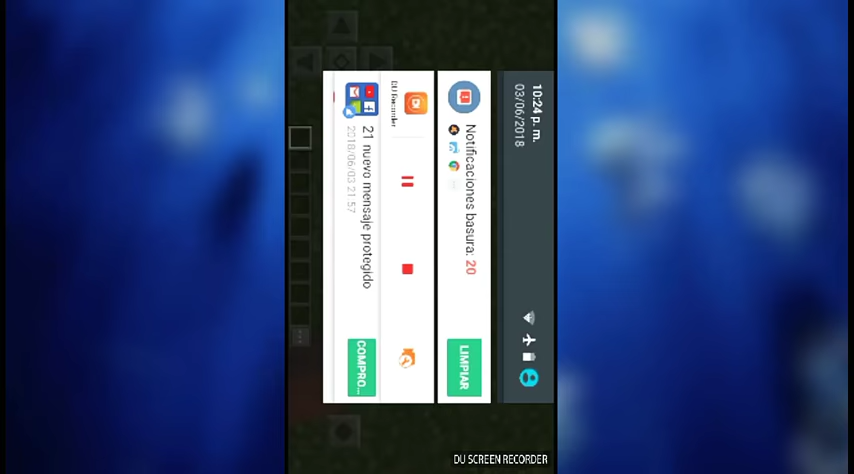 10:24 p. m.
03/06/2018
Notificaciones basura: 20
LIMPIAR
DU Recorder
21 nuevo mensaje protegido
2018/06/03 21:57
COMPRO...
DU SCREEN RECORDER